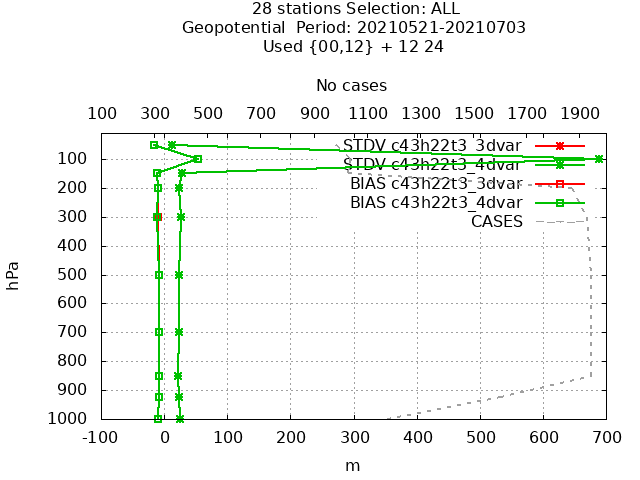 28 stations Selection: ALL
Geopotential  Period: 20210521-20210703
Used {00,12} + 12 24
No cases
100 300 500 700 900 1100 1300 1500 1700 1900
STDV c43h22t3_3dvar
STDV c43h22t3_4dvar
BIAS c43h22t3_3dvar
BIAS c43h22t3_4dvar
CASES
100
200
300
400
500
600
700
800
900
1000
hPa
-100 0 100 200 300 400 500 600 700
m